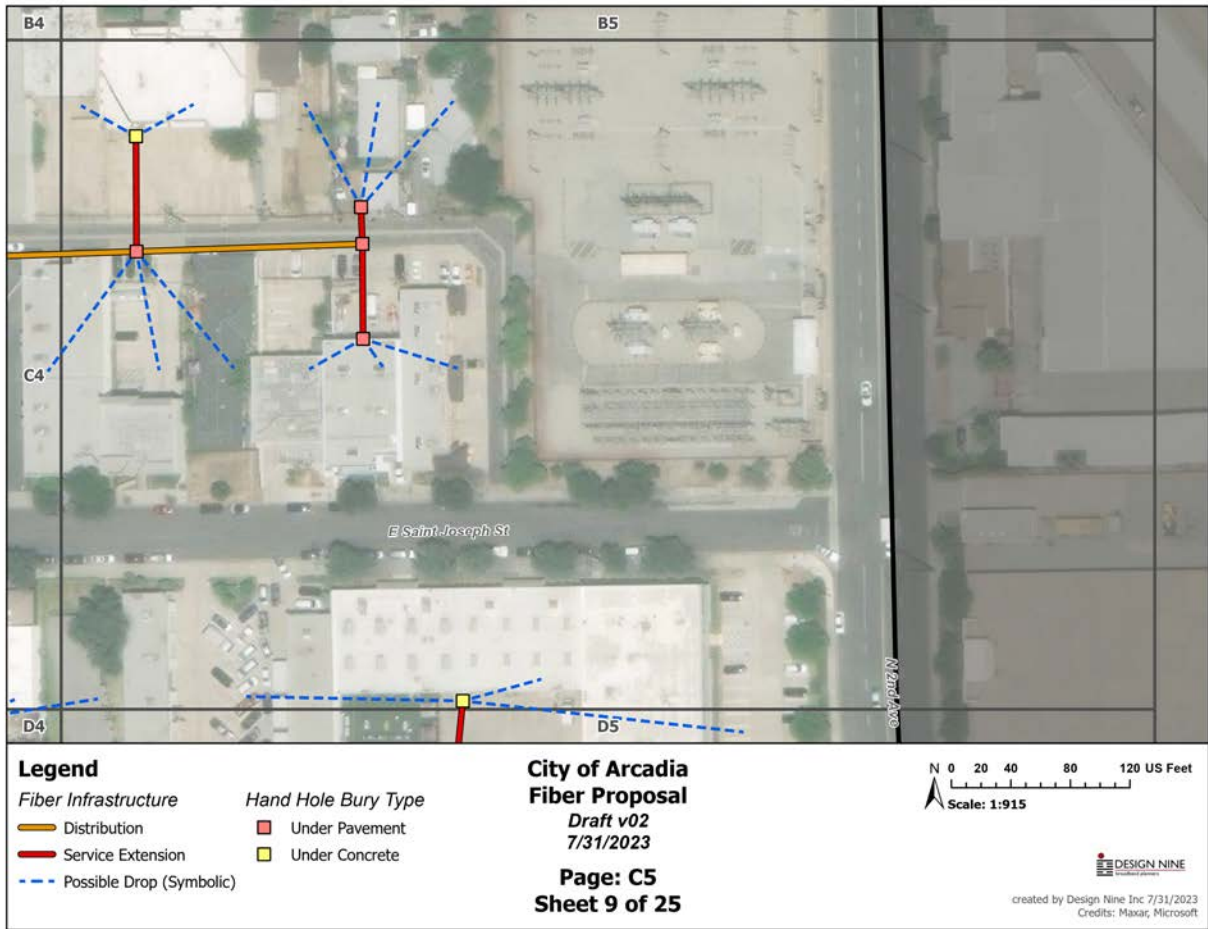 B4
B5
C4
E Saint Joseph St
N 2nd Ave
D4
D5
Legend
Fiber Infrastructure
Distribution
Service Extension
Possible Drop (Symbolic)
Hand Hole Bury Type
Under Pavement
Under Concrete
City of Arcadia
Fiber Proposal
Draft v02
7/31/2023
Page: C5
Sheet 9 of 25
N 0 20 40 80 120 US Feet
Scale: 1:915
DESIGN NINE
broadband planners
created by Design Nine Inc 7/31/2023
Credits: Maxar, Microsoft